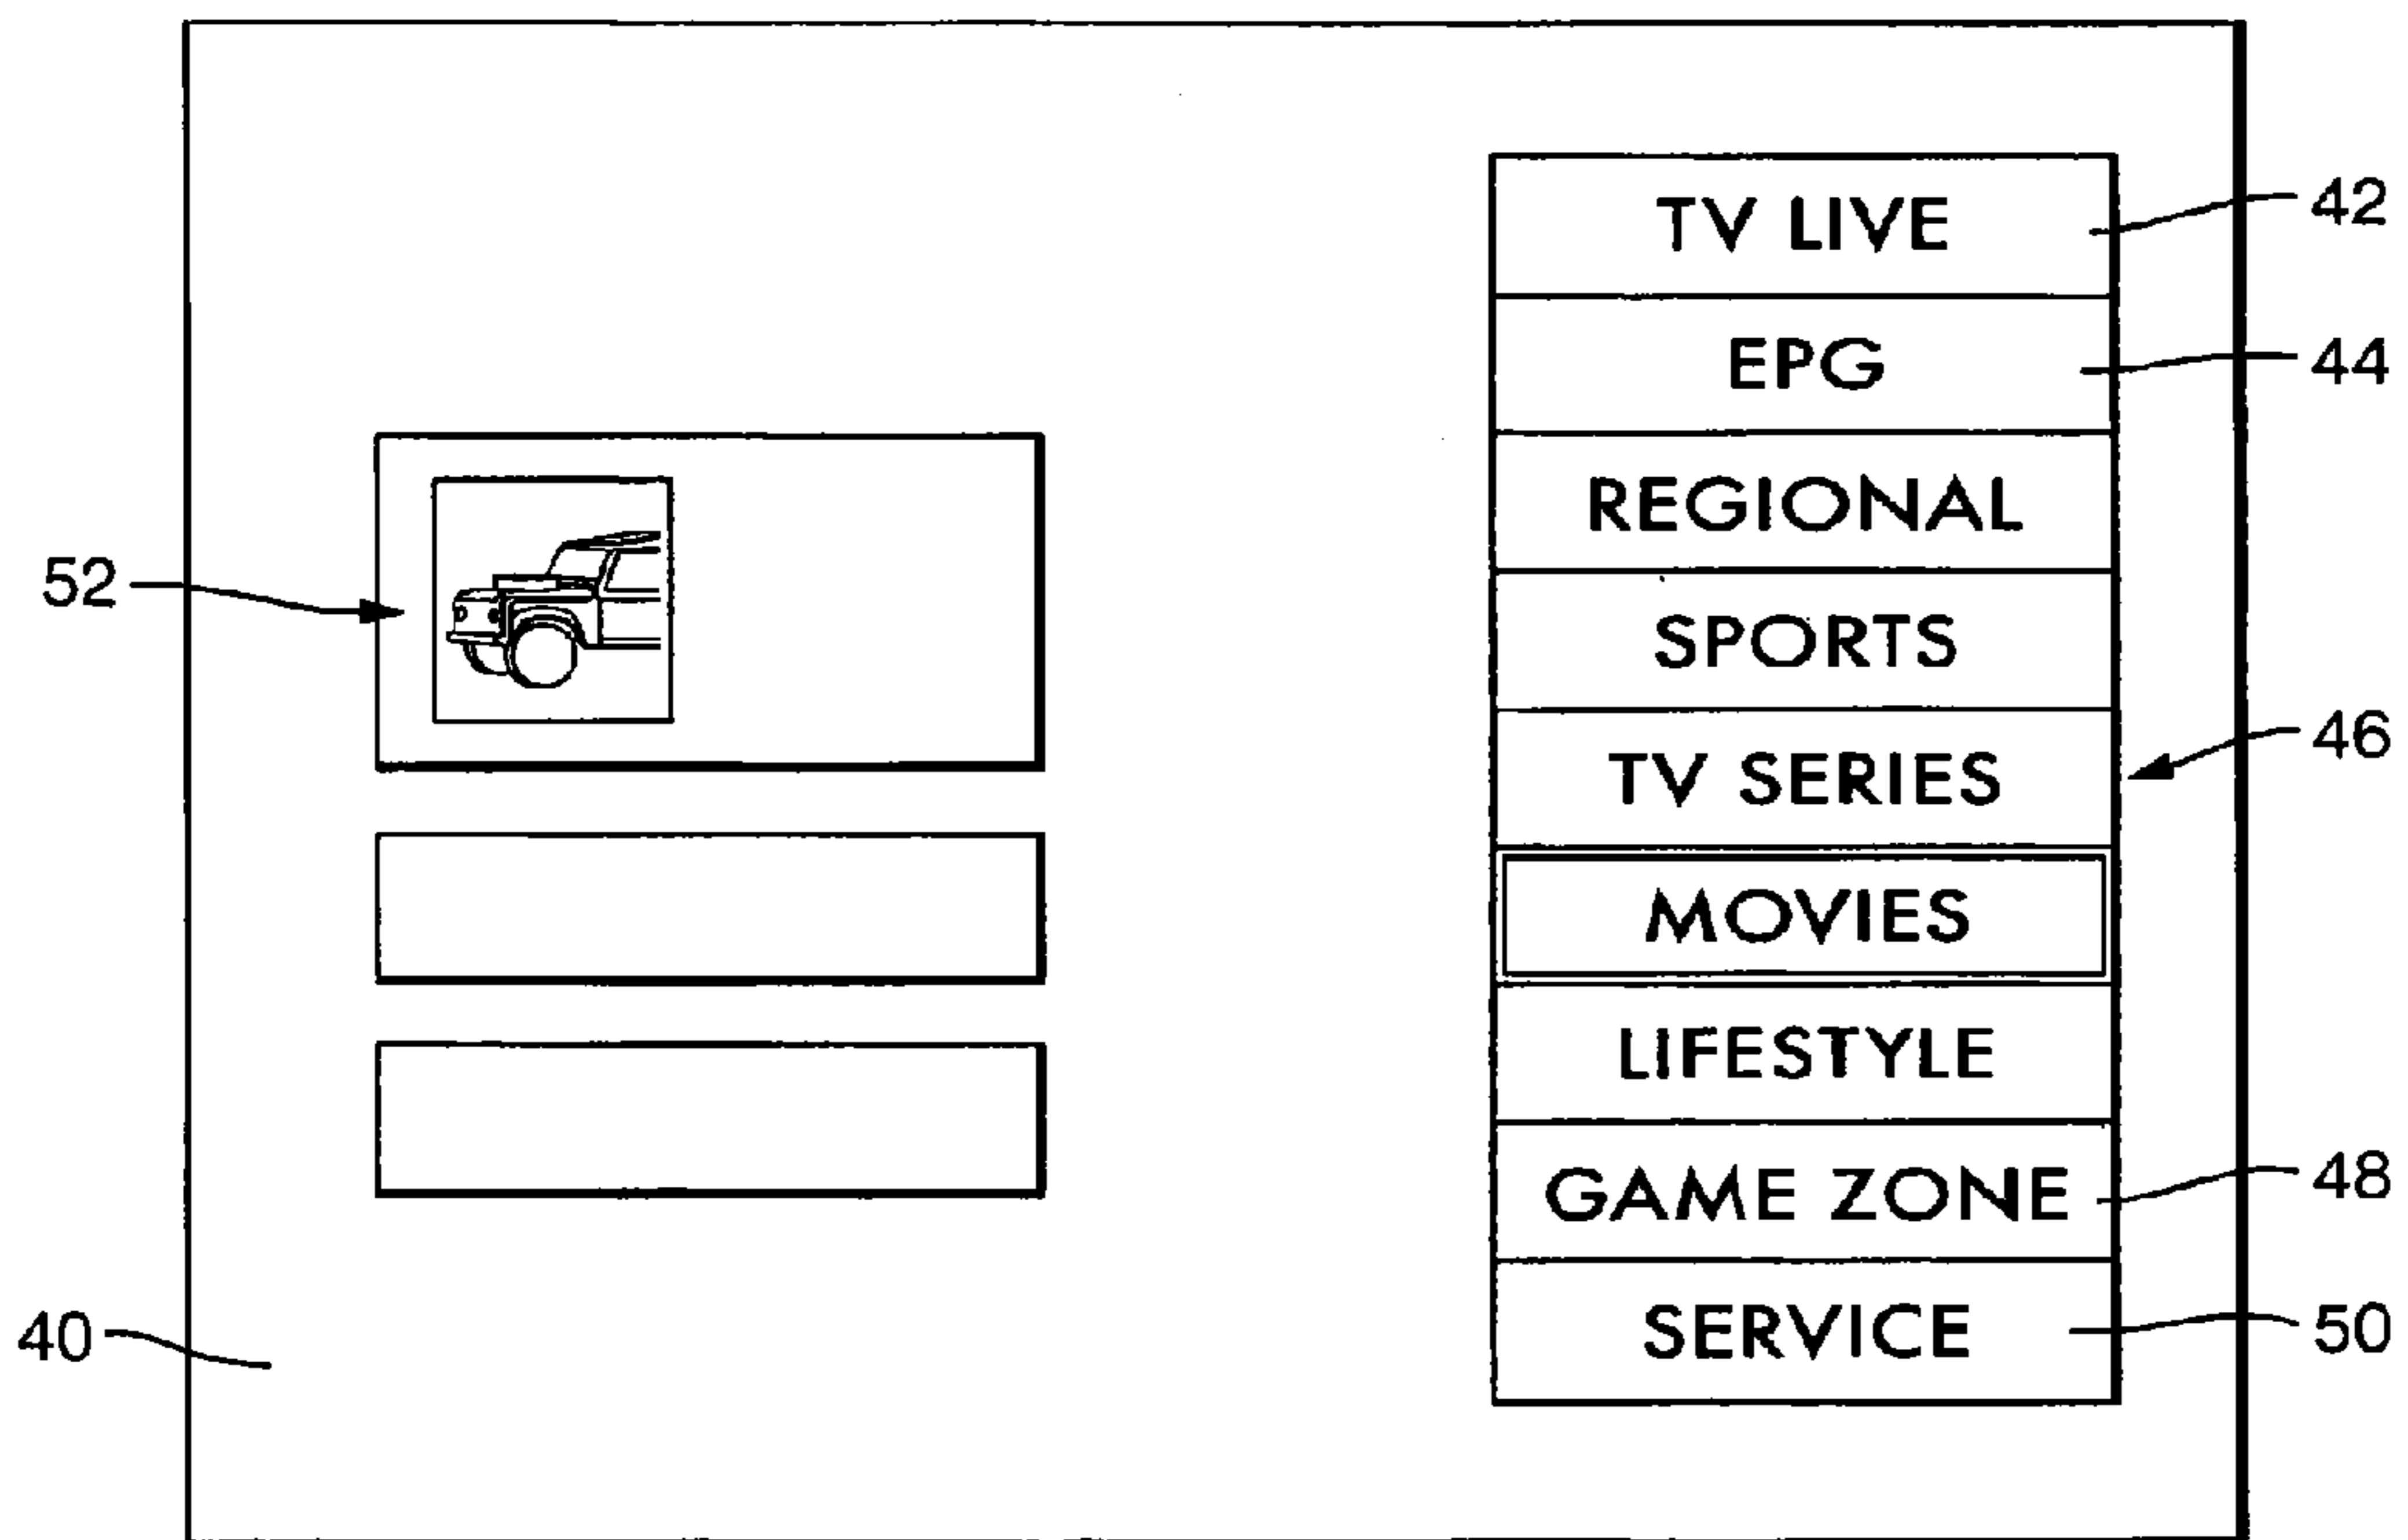 TV LIVE
42
EPG
44
REGIONAL
SPORTS
52
TV SERIES
46
MOVIES
LIFESTYLE
GAME ZONE
48
SERVICE
50
40